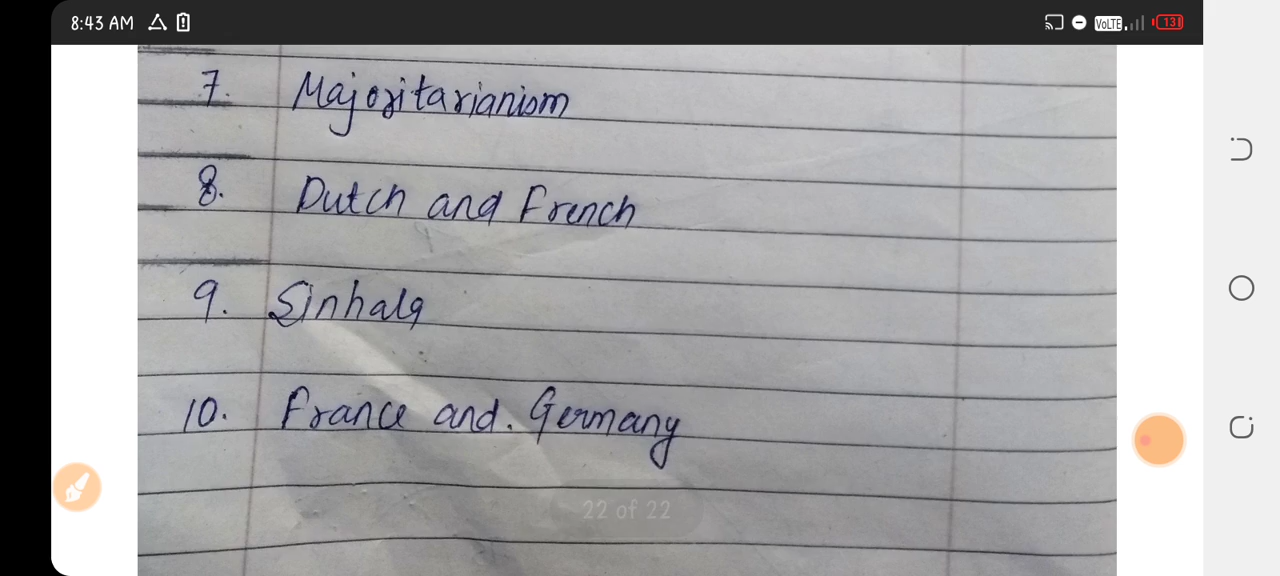 8:43 AM VoLTE 13
7. Majoritarianism
8. Dutch and French
9. Sinhala
10. France and. Germany
22 of 22